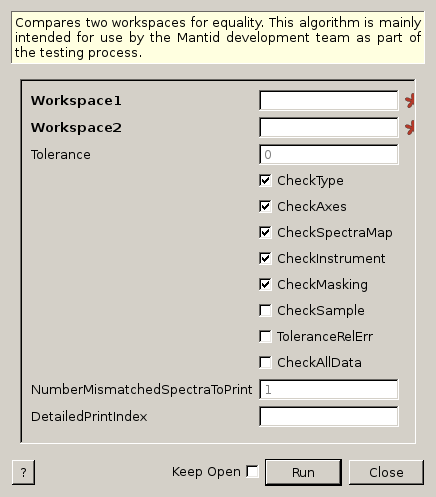 Compares two workspaces for equality. This algorithm is mainly
intended for use by the Mantid development team as part of
the testing process.
Workspace1
Workspace2
Tolerance 0
CheckType
CheckAxes
CheckSpectraMap
CheckInstrument
CheckMasking
CheckSample
ToleranceRelErr
CheckAllData
NumberMismatchedSpectraToPrint 1
DetailedPrintIndex
? Keep Open Run Close